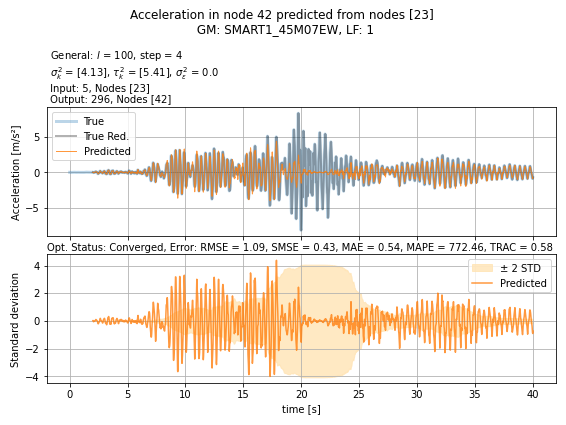 Acceleration in node 42 predicted from nodes [23]
GM: SMART1_45M07EW, LF: 1
General: l = 100, step = 4
σ²ₖ = [4.13], τ²ₖ = [5.41], σ²ε = 0.0
Input: 5, Nodes [23]
Output: 296, Nodes [42]
True
True Red.
Predicted
Acceleration [m/s²]
5
0
−5
Opt. Status: Converged, Error: RMSE = 1.09, SMSE = 0.43, MAE = 0.54, MAPE = 772.46, TRAC = 0.58
± 2 STD
Predicted
Standard deviation
4
2
0
−2
−4
0 5 10 15 20 25 30 35 40
time [s]